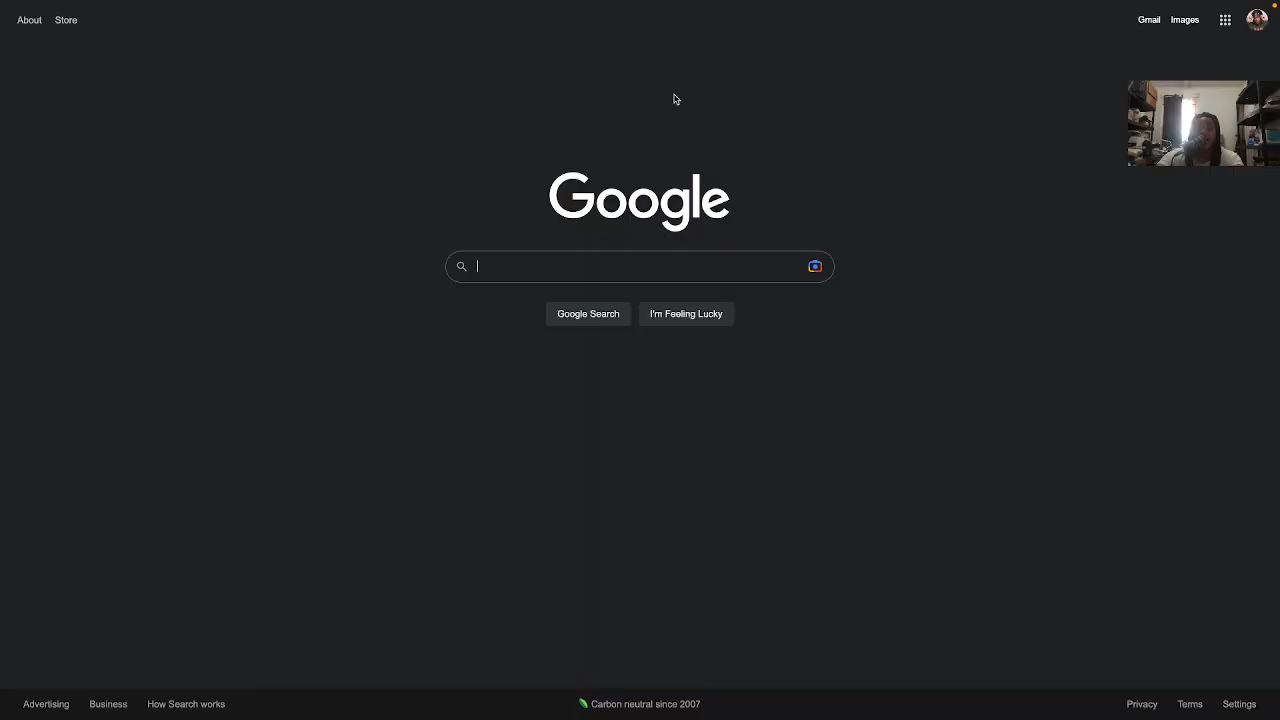 About Store
Gmail Images
Google
Google Search I'm Feeling Lucky
Advertising Business How Search works
Carbon neutral since 2007
Privacy Terms Settings